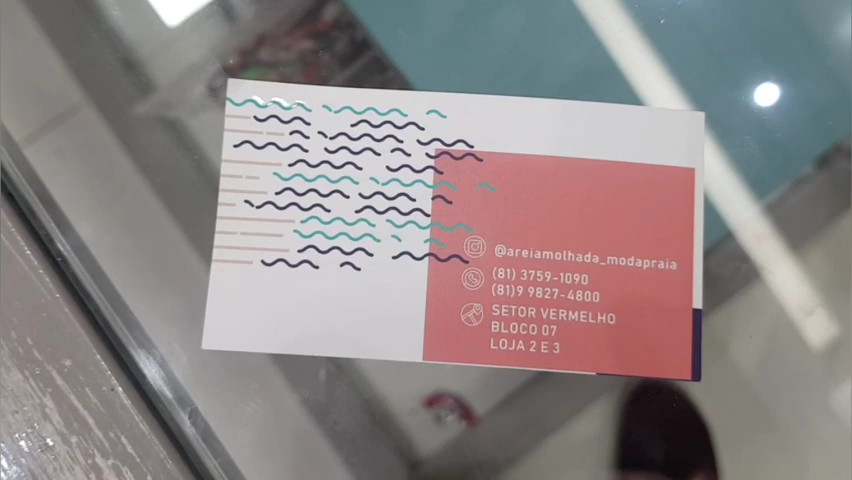 @areiamolhada_modapraia
(81) 3759-1090
(81)9 9827-4800
SETOR VERMELHO
BLOCO 07
LOJA 2 E 3